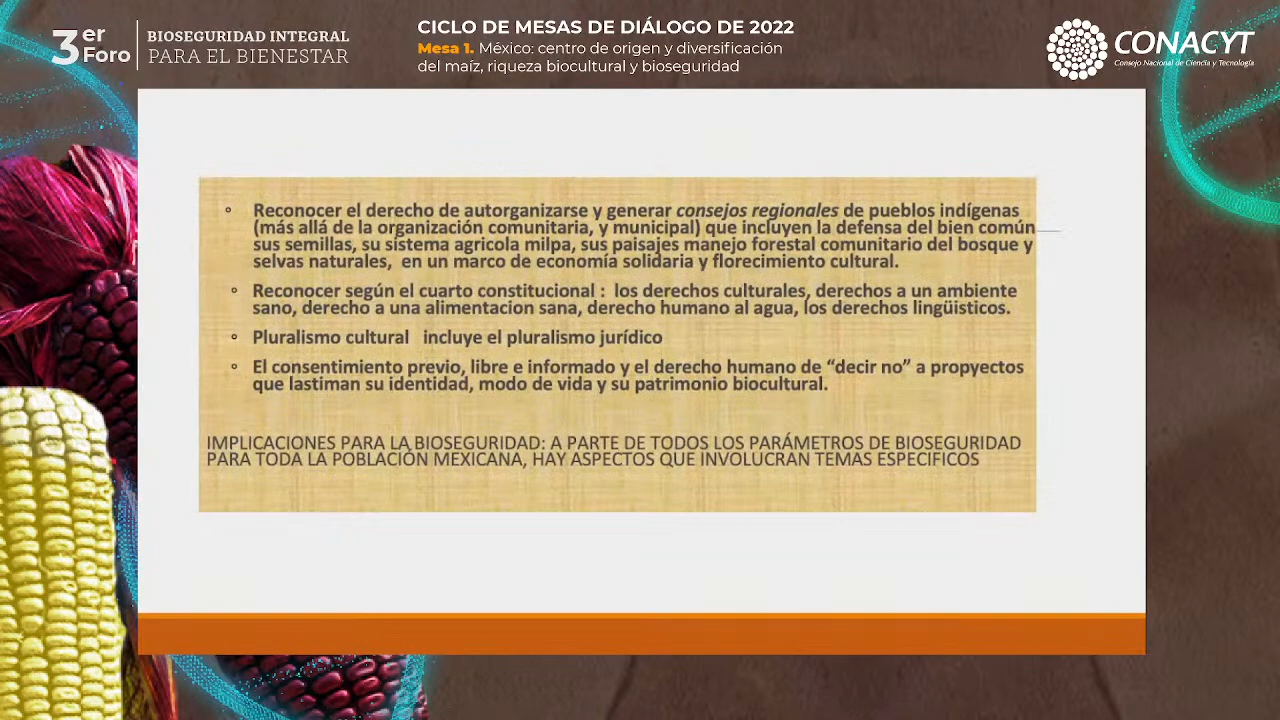 3er Foro
BIOSEGURIDAD INTEGRAL
PARA EL BIENESTAR
CICLO DE MESAS DE DIÁLOGO DE 2022
Mesa 1. México: centro de origen y diversificación
del maíz, riqueza biocultural y bioseguridad
CONACYT
Consejo Nacional de Ciencia y Tecnología
◦ Reconocer el derecho de autorganizarse y generar consejos regionales de pueblos indígenas
(más allá de la organización comunitaria, y municipal) que incluyen la defensa del bien común
sus semillas, su sistema agricola milpa, sus paisajes manejo forestal comunitario del bosque y
selvas naturales, en un marco de economía solidaria y florecimiento cultural.
◦ Reconocer según el cuarto constitucional : los derechos culturales, derechos a un ambiente
sano, derecho a una alimentacion sana, derecho humano al agua, los derechos lingüisticos.
◦ Pluralismo cultural incluye el pluralismo jurídico
◦ El consentimiento previo, libre e informado y el derecho humano de “decir no” a propyectos
que lastiman su identidad, modo de vida y su patrimonio biocultural.
IMPLICACIONES PARA LA BIOSEGURIDAD: A PARTE DE TODOS LOS PARÁMETROS DE BIOSEGURIDAD
PARA TODA LA POBLACIÓN MEXICANA, HAY ASPECTOS QUE INVOLUCRAN TEMAS ESPECIFICOS